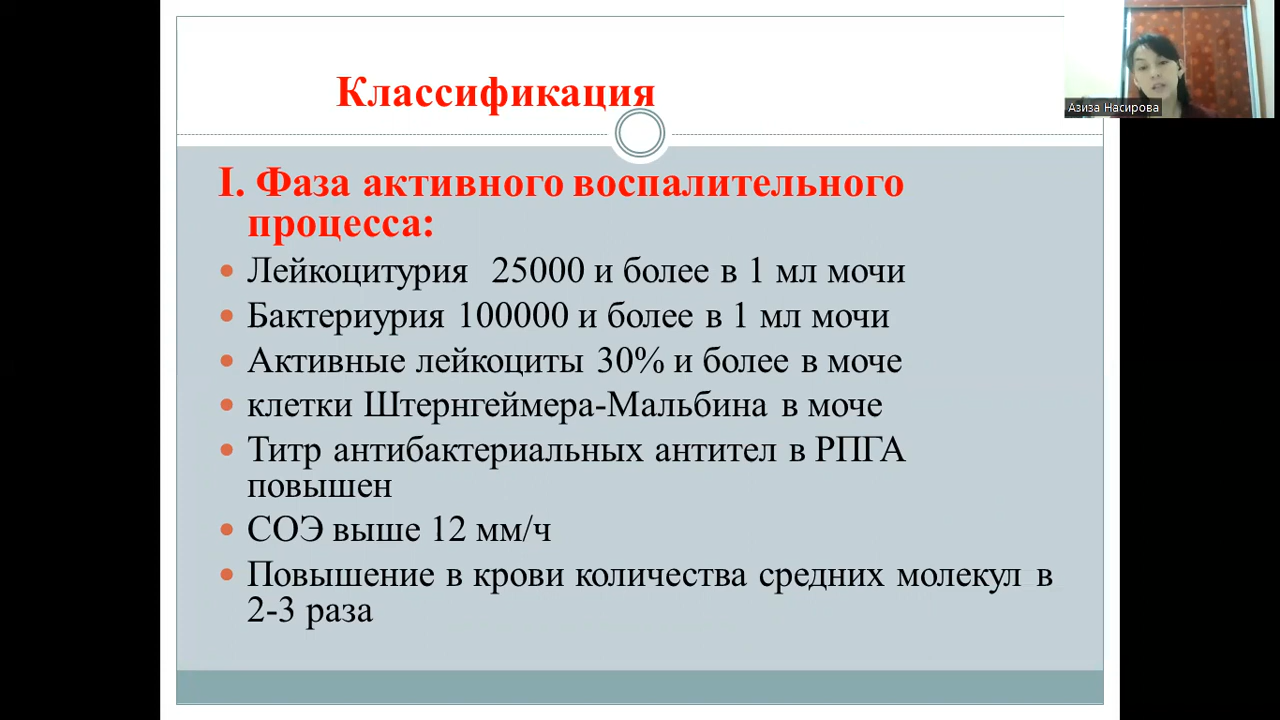 Классификация
Азиза Насирова
I. Фаза активного воспалительного
процесса:
• Лейкоцитурия 25000 и более в 1 мл мочи
• Бактериурия 100000 и более в 1 мл мочи
• Активные лейкоциты 30% и более в моче
• клетки Штернгеймера-Мальбина в моче
• Титр антибактериальных антител в РПГА
повышен
• СОЭ выше 12 мм/ч
• Повышение в крови количества средних молекул в
2-3 раза